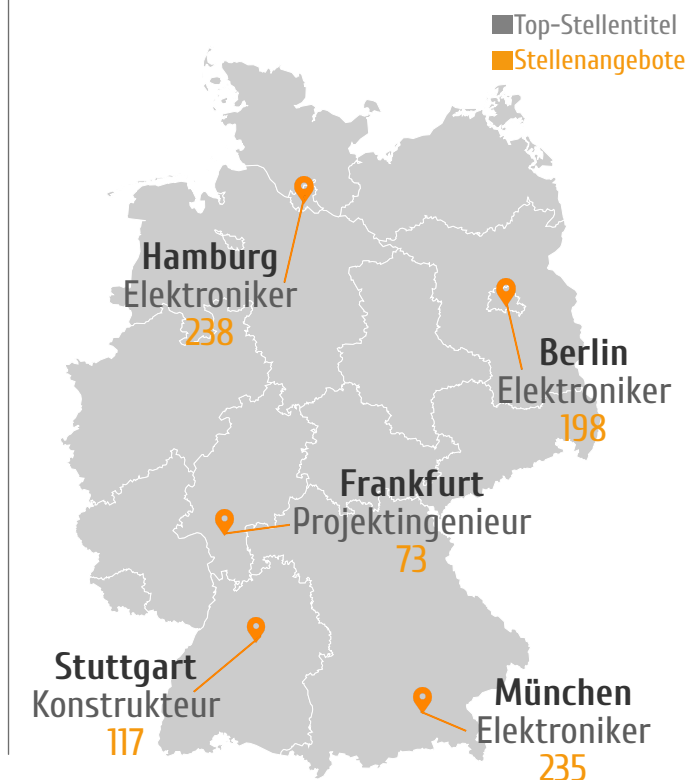 Top-Stellentitel
Stellenangebote
Hamburg
Elektroniker
238
Berlin
Elektroniker
198
Frankfurt
Projektingenieur
73
Stuttgart
Konstrukteur
117
München
Elektroniker
235